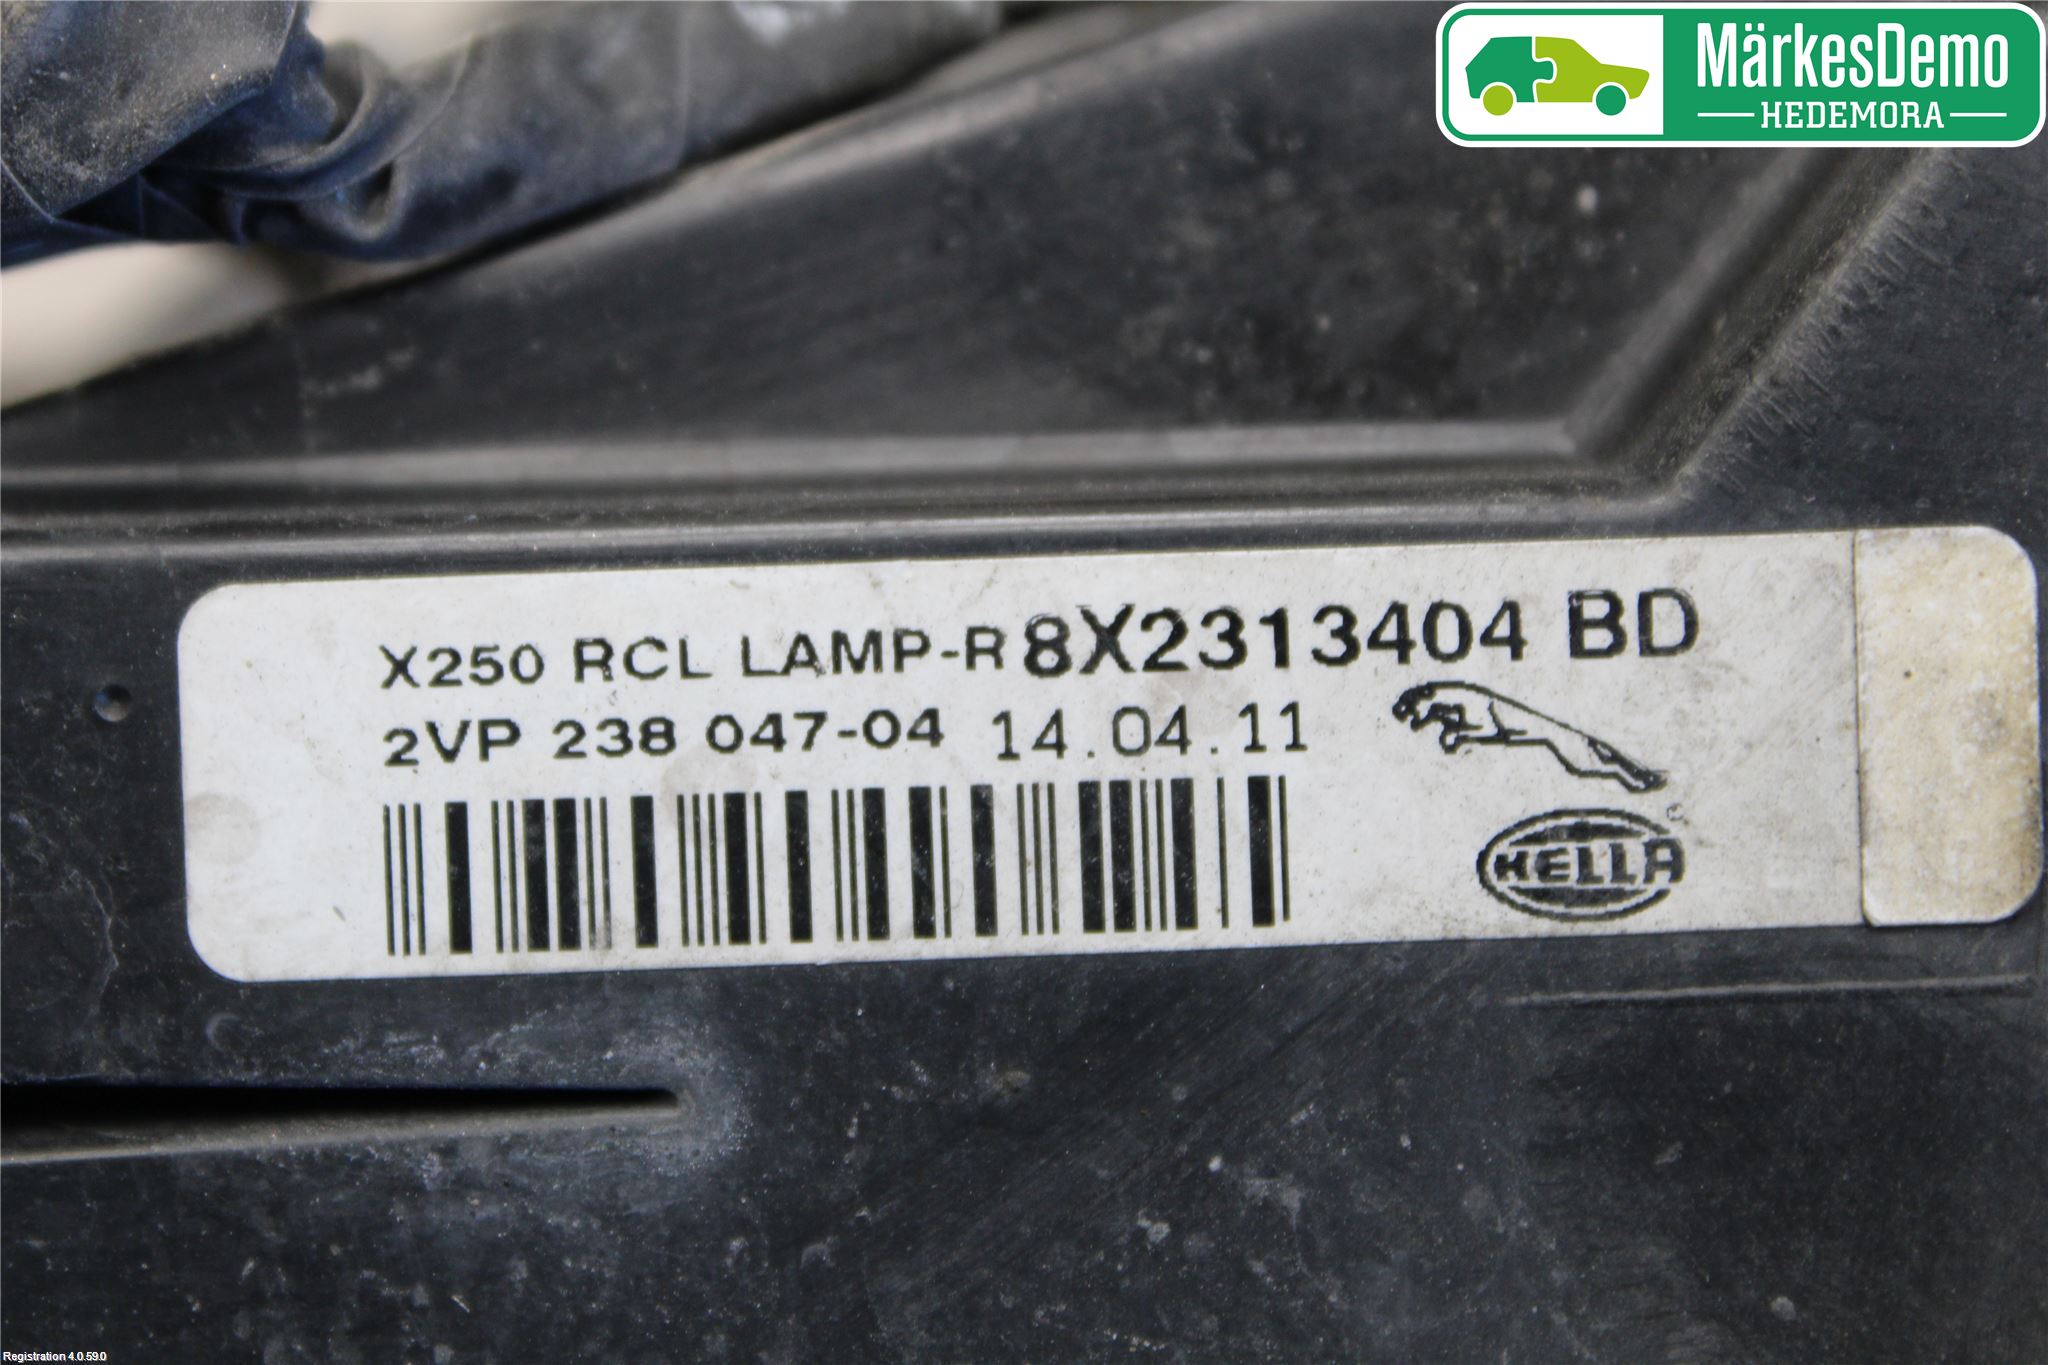 MärkesDemo
HEDEMORA
X250 RCL LAMP-R 8X2313404 BD
2VP 238 047-04 14.04.11
HELLA
Registration 4.0.59.0